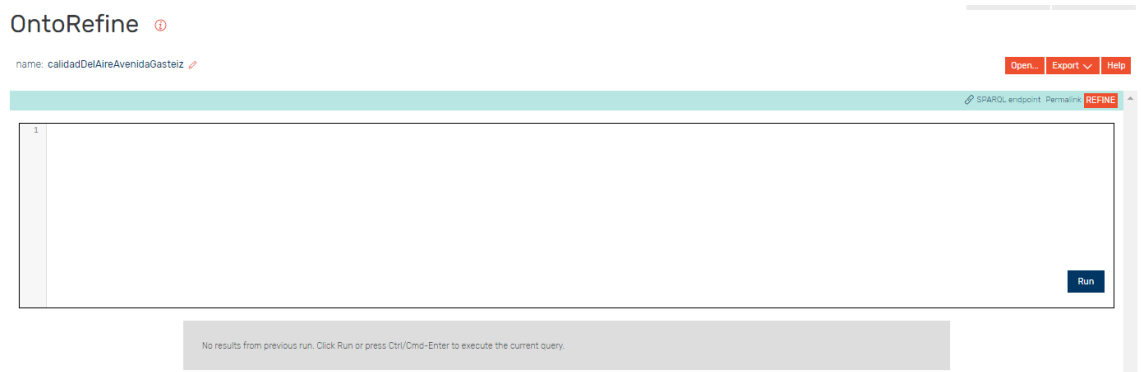 OntoRefine
name: calidadDelAireAvenidaGasteiz
Open... Export Help
SPARQL endpoint Permalink REFINE
1
Run
No results from previous run. Click Run or press Ctrl/Cmd-Enter to execute the current query.